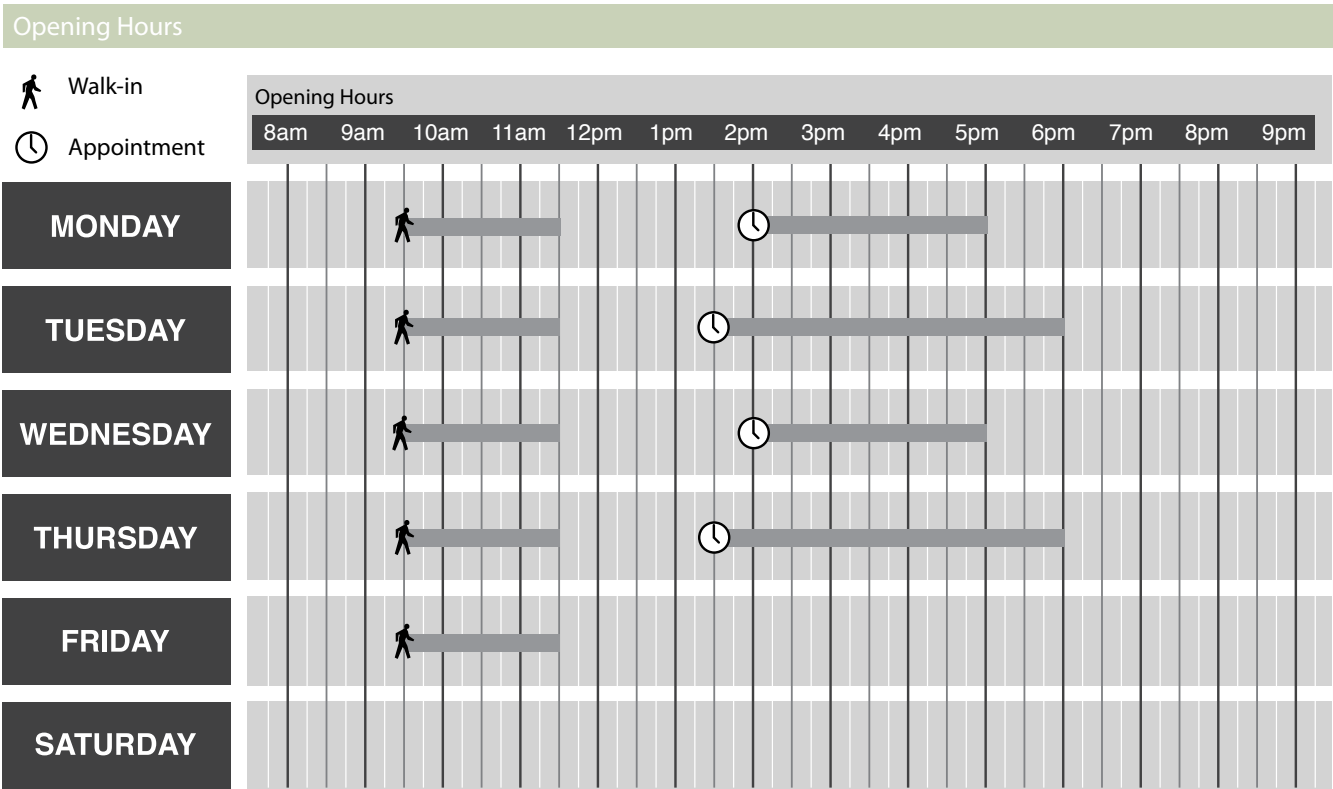 Opening Hours
Walk-in
Appointment
Opening Hours
8am 9am 10am 11am 12pm 1pm 2pm 3pm 4pm 5pm 6pm 7pm 8pm 9pm
MONDAY
TUESDAY
WEDNESDAY
THURSDAY
FRIDAY
SATURDAY